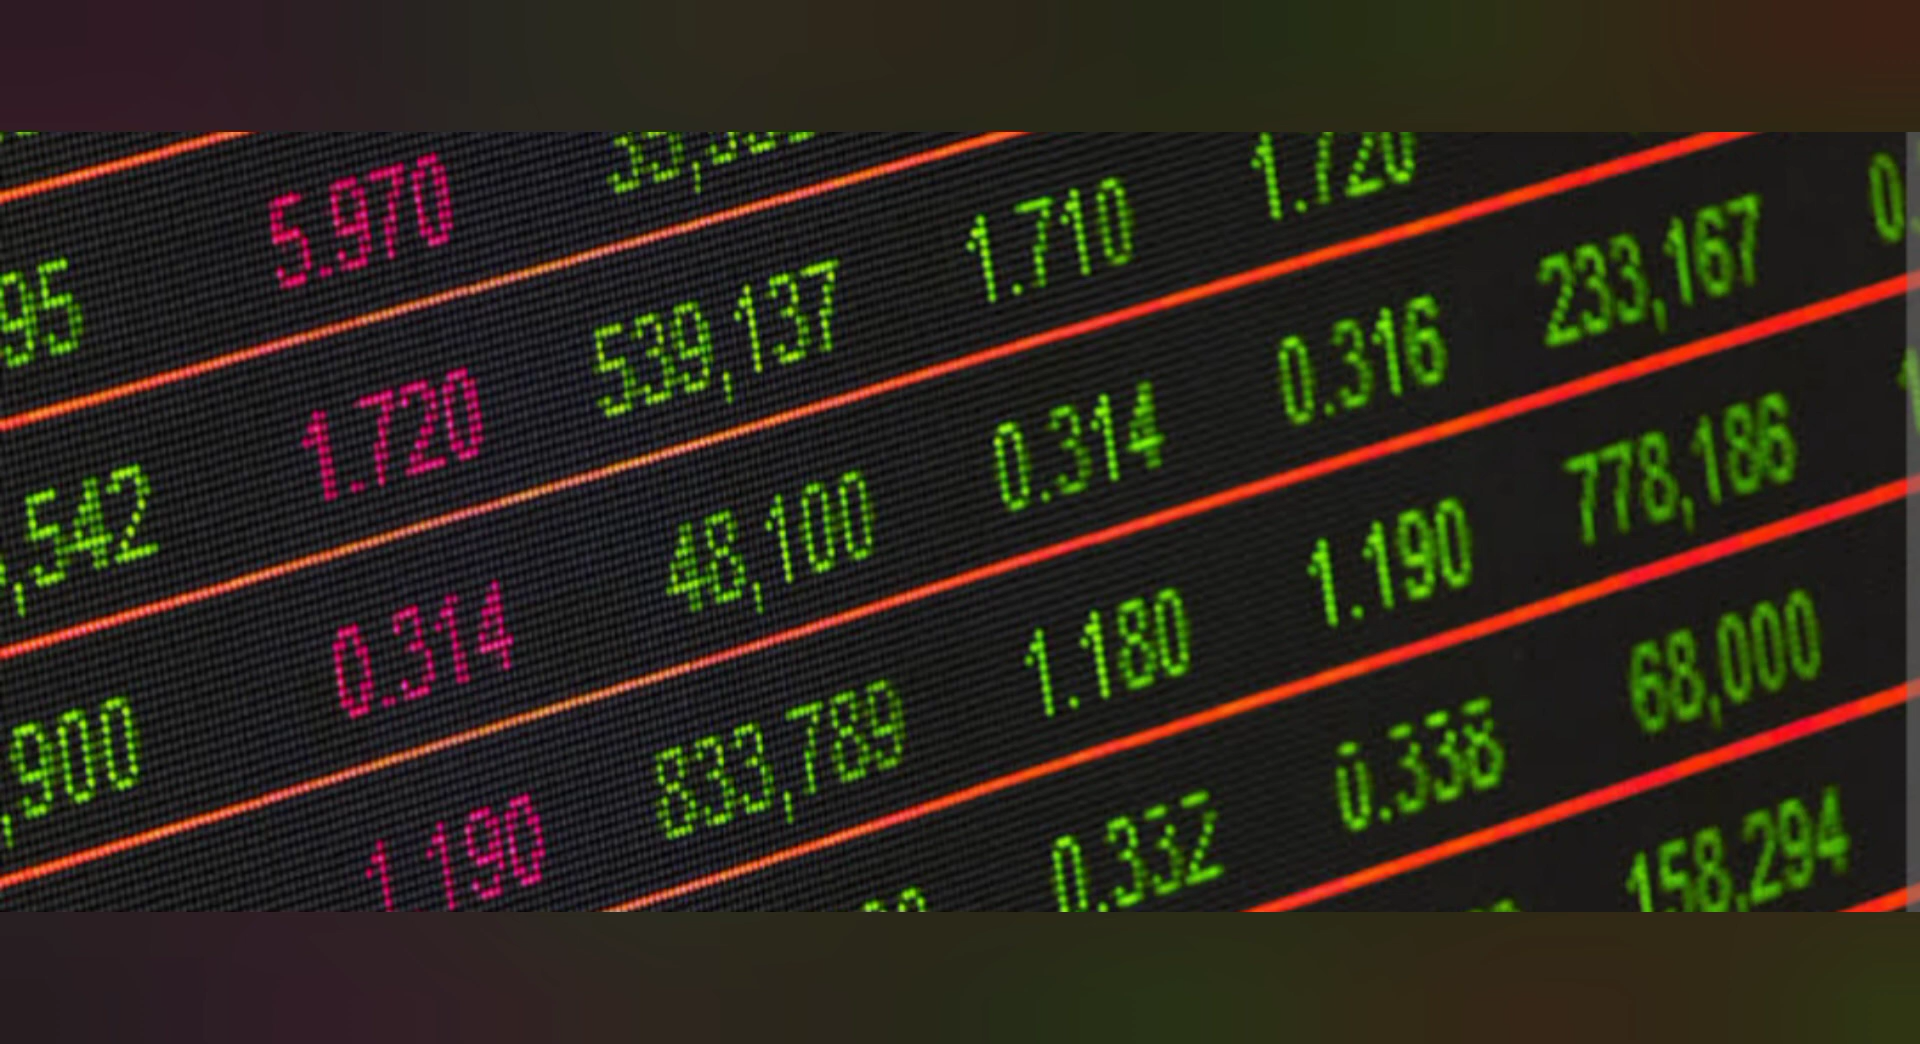 95 5.970
,542 1.720 539,137 1.710 1.720
,900 0.314 48,100 0.314 0.316 233,167 0.
1.190 833,789 1.180 1.190 778,186
0.332 0.338 68,000
158,294